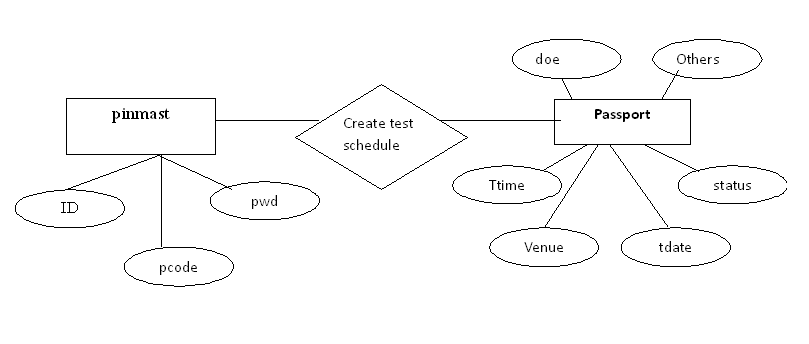 doe
Others
pinmast
Passport
Create test
schedule
Ttime
status
ID
pwd
Venue
tdate
pcode